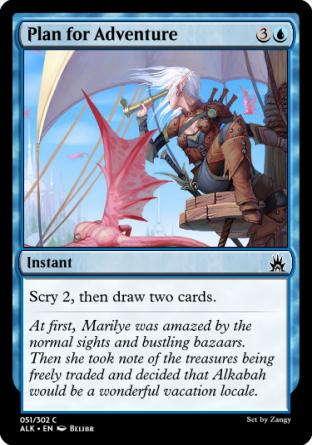 Plan for Adventure 3
Instant
Scry 2, then draw two cards.
At first, Marilye was amazed by the
normal sights and bustling bazaars.
Then she took note of the treasures being
freely traded and decided that Alkabah
would be a wonderful vacation locale.
051/302 C
ALK • EN BELIBR
Set by Zangy